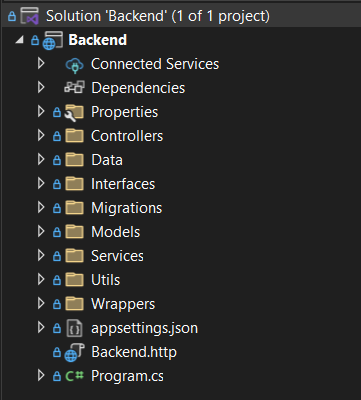 Solution 'Backend' (1 of 1 project)
Backend
Connected Services
Dependencies
Properties
Controllers
Data
Interfaces
Migrations
Models
Services
Utils
Wrappers
appsettings.json
Backend.http
C# Program.cs